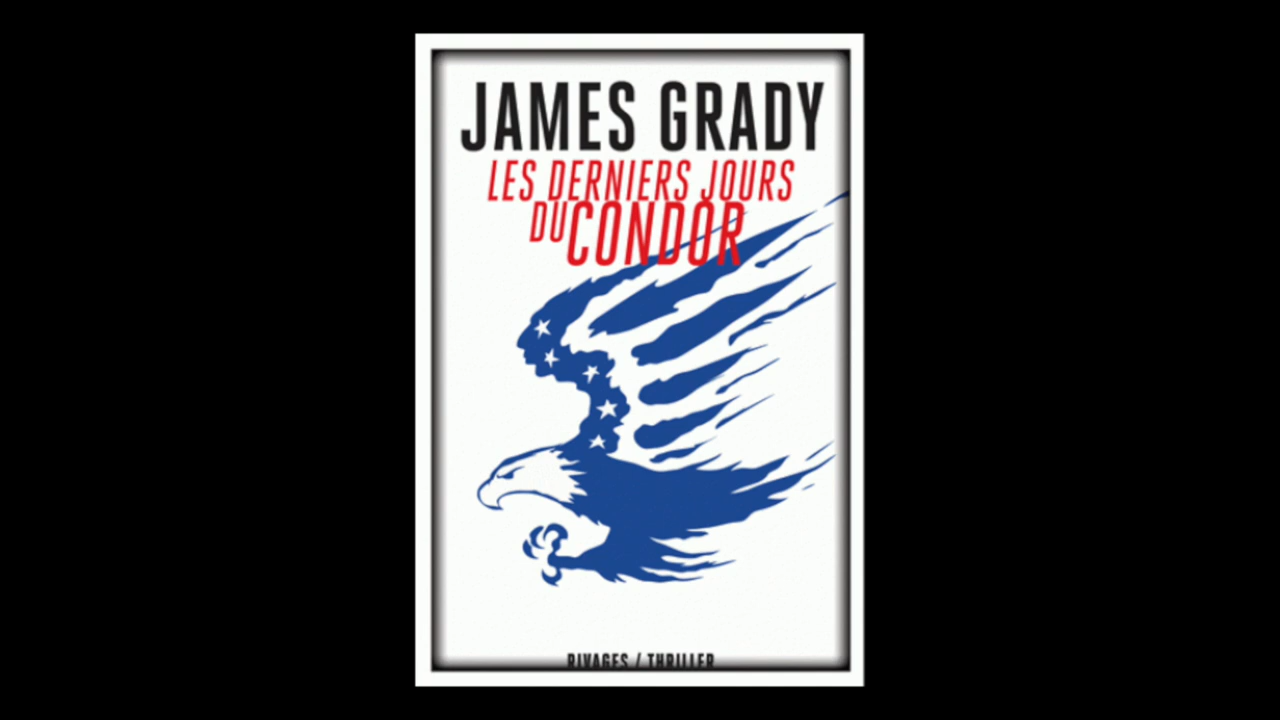 JAMES GRADY
LES DERNIERS JOURS
DU CONDOR
RIVAGES / THRILLER